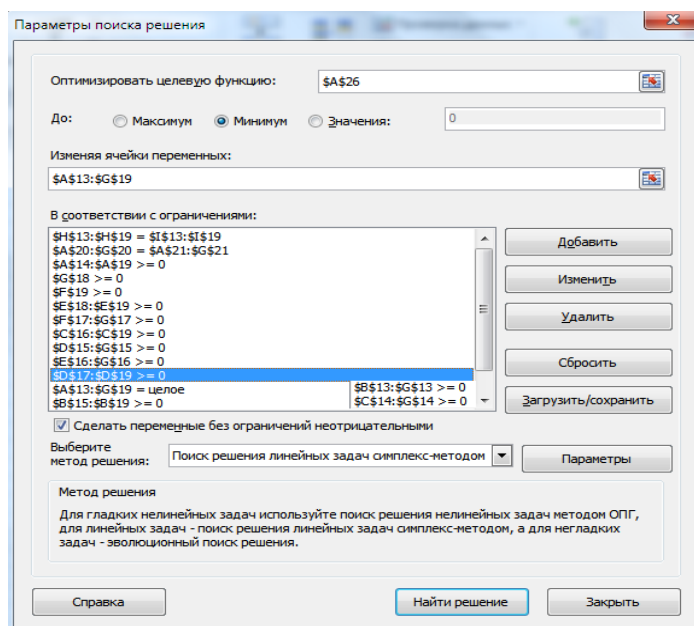 Параметры поиска решения
Оптимизировать целевую функцию: $A$26
До: Максимум Минимум Значения: 0
Изменяя ячейки переменных:
$A$13:$G$19
В соответствии с ограничениями:
$H$13:$H$19 = $I$13:$I$19
$A$20:$G$20 = $A$21:$G$21
$A$14:$A$19 >= 0
$G$18 >= 0
$F$19 >= 0
$E$18:$E$19 >= 0
$F$17:$G$17 >= 0
$C$16:$C$19 >= 0
$D$15:$G$15 >= 0
$E$16:$G$16 >= 0
$D$17:$D$19 >= 0
$A$13:$G$19 = целое
$B$15:$B$19 >= 0
$B$13:$G$13 >= 0
$C$14:$G$14 >= 0
Добавить
Изменить
Удалить
Сбросить
Загрузить/сохранить
Сделать переменные без ограничений неотрицательными
Выберите
метод решения:
Поиск решения линейных задач симплекс-методом
Параметры
Метод решения
Для гладких нелинейных задач используйте поиск решения нелинейных задач методом ОПГ,
для линейных задач - поиск решения линейных задач симплекс-методом, а для негладких
задач - эволюционный поиск решения.
Справка
Найти решение
Закрыть